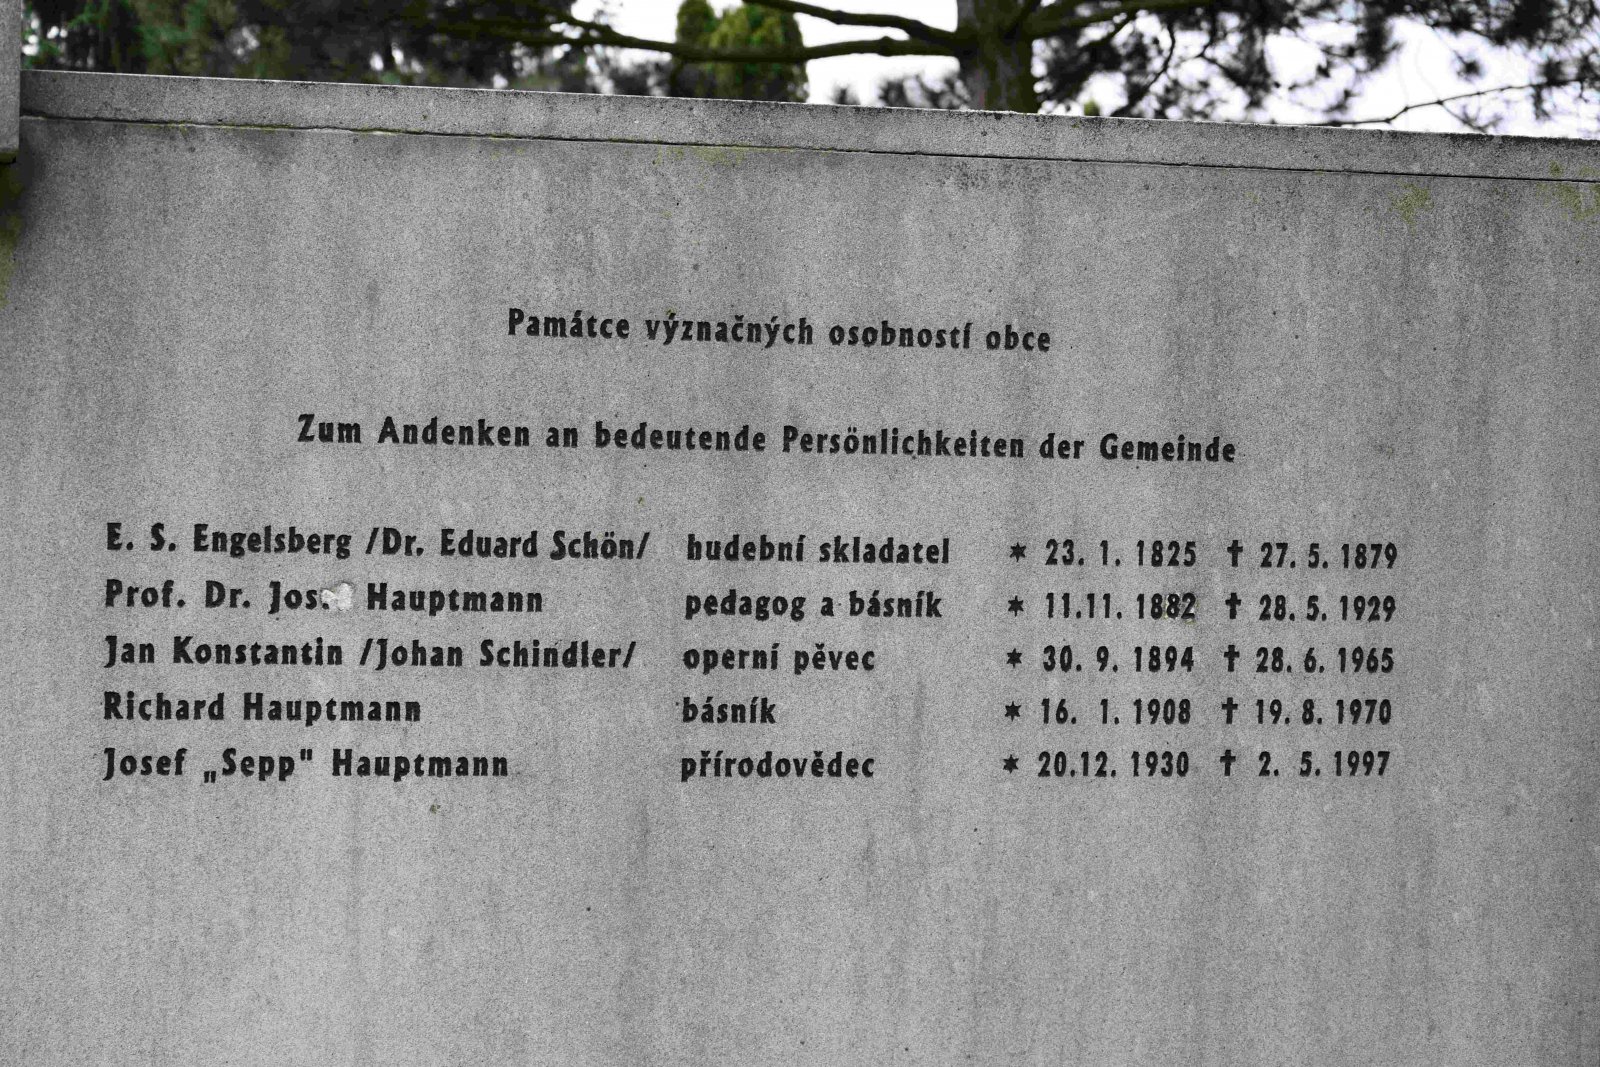 Památce význačných osobností obce
Zum Andenken an bedeutende Persönlichkeiten der Gemeinde
E. S. Engelsberg /Dr. Eduard Schön/ hudební skladatel ✶ 23. 1. 1825 ✝ 27. 5. 1879
Prof. Dr. Hauptmann pedagog a básník ✶ 11.11. 1882 ✝ 28. 5. 1929
Jan Konstantin /Johan Schindler/ operní pěvec ✶ 30. 9. 1894 ✝ 28. 6. 1965
Richard Hauptmann básník ✶ 16. 1. 1908 ✝ 19. 8. 1970
Josef „Sepp" Hauptmann přírodovědec ✶ 20.12. 1930 ✝ 2. 5. 1997